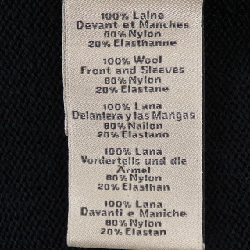 100% Laine
Devant et Manches
80% Nylon
20% Elasthanne
100% Wool
Front and Sleeves
80% Nylon
20% Elastane
100% Lana
Delantera y las Mangas
80% Nailon
20% Elastano
100% Lana
Vorderteils und die
Ärmel
80% Nylon
20% Elasthan
100% Lana
Davanti e Maniche
80% Nylon
20% Elastan